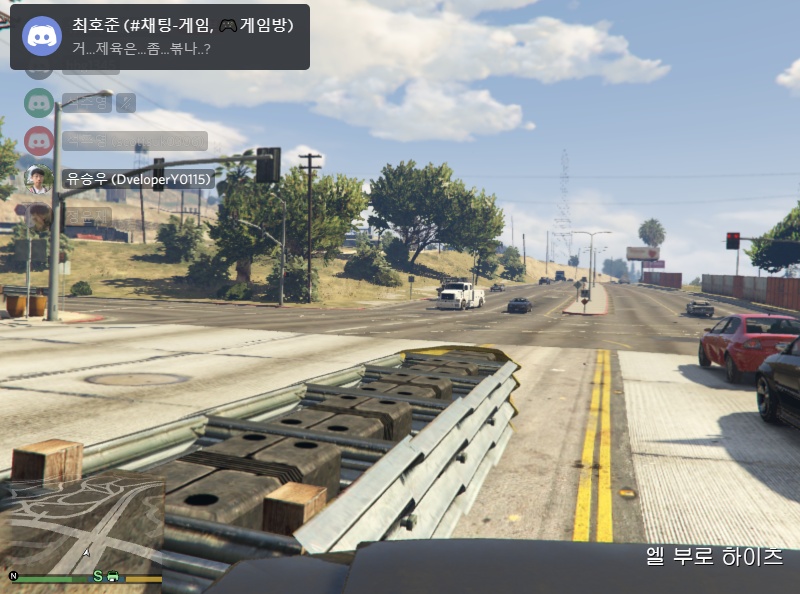 최호준 (#채팅-게임, 🎮게임방)
거...제육은...좀...볶나..?
유승우 (DveloperY0115)
엘 부로 하이츠
N
S